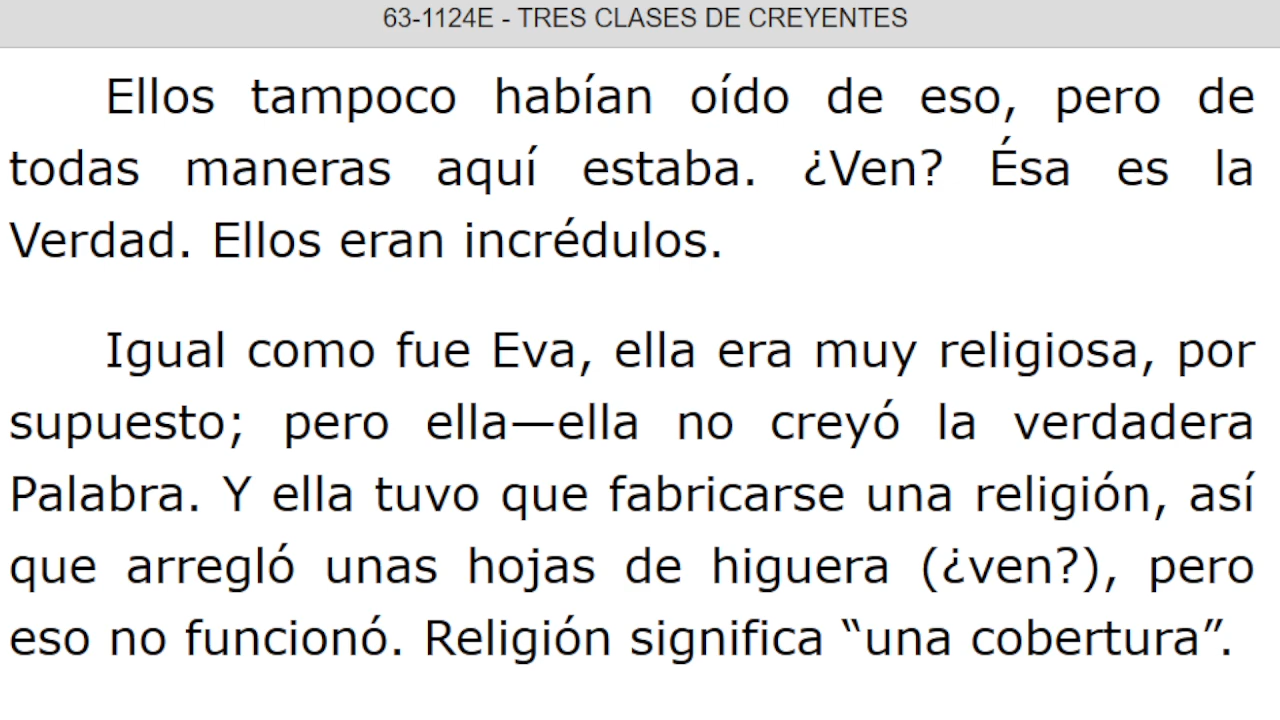 63-1124E - TRES CLASES DE CREYENTES
Ellos tampoco habían oído de eso, pero de
todas maneras aquí estaba. ¿Ven? Ésa es la
Verdad. Ellos eran incrédulos.
Igual como fue Eva, ella era muy religiosa, por
supuesto; pero ella—ella no creyó la verdadera
Palabra. Y ella tuvo que fabricarse una religión, así
que arregló unas hojas de higuera (¿ven?), pero
eso no funcionó. Religión significa “una cobertura”.